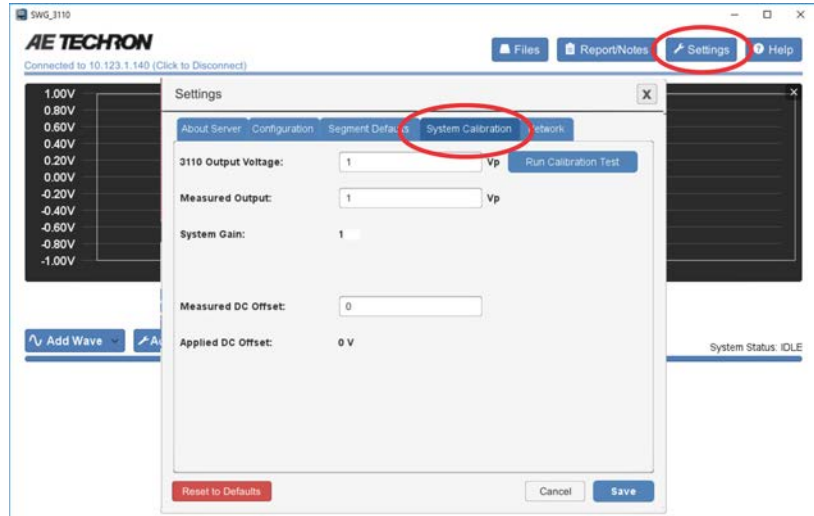 SWG_3110
AE TECHRON
Files Report/Notes Settings Help
Connected to 10.123.1.140 (Click to Disconnect)
1.00V
0.80V
0.60V
0.40V
0.20V
0.00V
-0.20V
-0.40V
-0.60V
-0.80V
-1.00V
Settings X
About Server Configuration Segment Defaults System Calibration Network
3110 Output Voltage: 1 Vp Run Calibration Test
Measured Output: 1 Vp
System Gain: 1
Measured DC Offset: 0
Applied DC Offset: 0 V
Add Wave
System Status: IDLE
Reset to Defaults Cancel Save